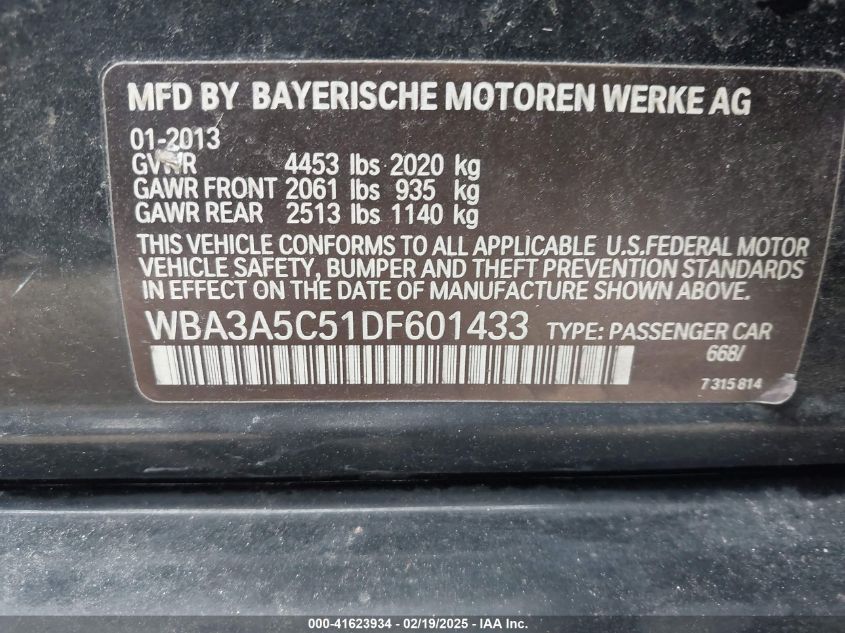 MFD BY BAYERISCHE MOTOREN WERKE AG
01-2013
GVWR 4453 lbs 2020 kg
GAWR FRONT 2061 lbs 935 kg
GAWR REAR 2513 lbs 1140 kg
THIS VEHICLE CONFORMS TO ALL APPLICABLE U.S.FEDERAL MOTOR
VEHICLE SAFETY, BUMPER AND THEFT PREVENTION STANDARDS
IN EFFECT ON THE DATE OF MANUFACTURE SHOWN ABOVE.
WBA3A5C51DF601433 TYPE: PASSENGER CAR
668/
7 315 814
000-41623934 - 02/19/2025 - IAA Inc.